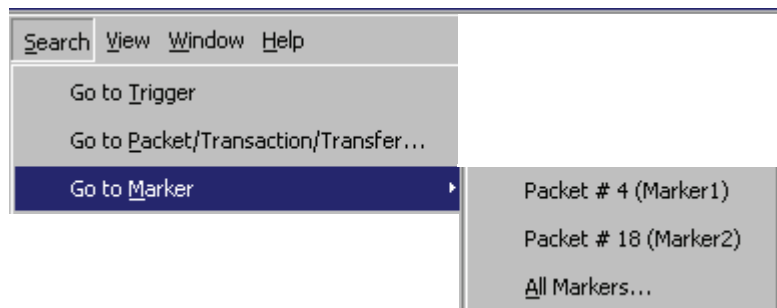 Search View Window Help
Go to Trigger
Go to Packet/Transaction/Transfer...
Go to Marker
Packet # 4 (Marker1)
Packet # 18 (Marker2)
All Markers...